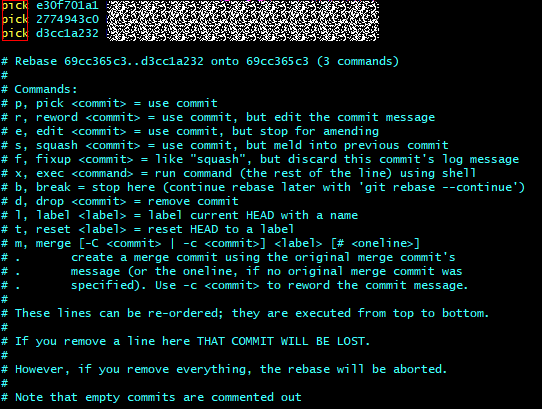 pick e30f701a1
pick 2774943c0
pick d3cc1a232
# Rebase 69cc365c3..d3cc1a232 onto 69cc365c3 (3 commands)
#
# Commands:
# p, pick <commit> = use commit
# r, reword <commit> = use commit, but edit the commit message
# e, edit <commit> = use commit, but stop for amending
# s, squash <commit> = use commit, but meld into previous commit
# f, fixup <commit> = like "squash", but discard this commit's log message
# x, exec <command> = run command (the rest of the line) using shell
# b, break = stop here (continue rebase later with 'git rebase --continue')
# d, drop <commit> = remove commit
# l, label <label> = label current HEAD with a name
# t, reset <label> = reset HEAD to a label
# m, merge [-C <commit> | -c <commit>] <label> [# <oneline>]
# .       create a merge commit using the original merge commit's
# .       message (or the oneline, if no original merge commit was
# .       specified). Use -c <commit> to reword the commit message.
#
# These lines can be re-ordered; they are executed from top to bottom.
#
# If you remove a line here THAT COMMIT WILL BE LOST.
#
# However, if you remove everything, the rebase will be aborted.
#
# Note that empty commits are commented out